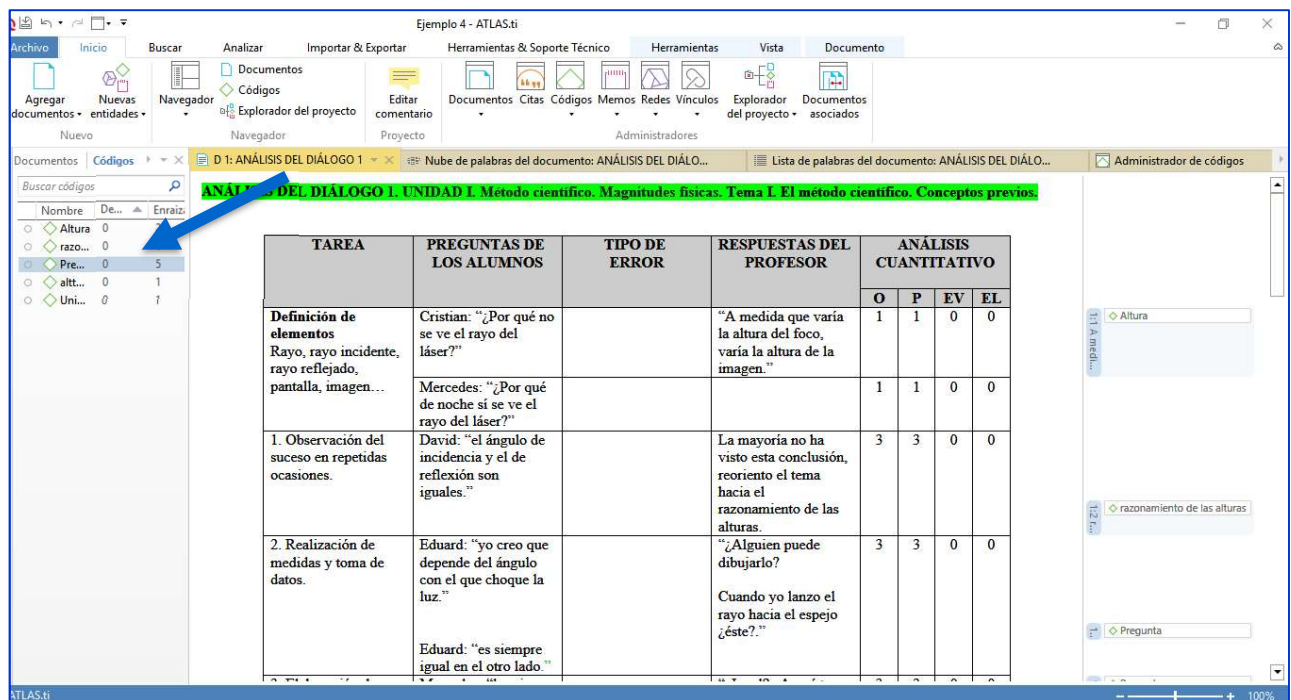 Ejemplo 4 - ATLAS.ti
Archivo Inicio Buscar Analizar Importar & Exportar Herramientas & Soporte Técnico Herramientas Vista Documento
Agregar documentos
Nuevas entidades
Nuevo
Navegador
Documentos
Códigos
Explorador del proyecto
Navegador
Editar comentario
Proyecto
Documentos Citas Códigos Memos Redes Vínculos
Explorador del proyecto
Documentos asociados
Administradores
Documentos Códigos
D 1: ANÁLISIS DEL DIÁLOGO 1
Nube de palabras del documento: ANÁLISIS DEL DIÁLO...
Lista de palabras del documento: ANÁLISIS DEL DIÁLO...
Administrador de códigos
Buscar códigos
Nombre De... Enraiz
Altura 0
razo... 0
Pre... 0 5
altt... 0 1
Uni... 0 1
ANÁLISIS DEL DIÁLOGO 1. UNIDAD I. Método científico. Magnitudes físicas. Tema I. El método científico. Conceptos previos.
TAREA
PREGUNTAS DE
LOS ALUMNOS
TIPO DE
ERROR
RESPUESTAS DEL
PROFESOR
ANÁLISIS
CUANTITATIVO
O P EV EL
Definición de
elementos
Rayo, rayo incidente,
rayo reflejado,
pantalla, imagen…
Cristian: “¿Por qué no
se ve el rayo del
láser?”
“A medida que varía
la altura del foco,
varía la altura de la
imagen.”
1 1 0 0
Mercedes: “¿Por qué
de noche sí se ve el
rayo del láser?”
1 1 0 0
1. Observación del
suceso en repetidas
ocasiones.
David: “el ángulo de
incidencia y el de
reflexión son
iguales.”
La mayoría no ha
visto esta conclusión,
reoriento el tema
hacia el
razonamiento de las
alturas.
3 3 0 0
2. Realización de
medidas y toma de
datos.
Eduard: “yo creo que
depende del ángulo
con el que choque la
luz.”
Eduard: “es siempre
igual en el otro lado.”
“¿Alguien puede
dibujarlo?
Cuando yo lanzo el
rayo hacia el espejo
¿éste?.”
3 3 0 0
1:1 A medi...
Altura
1:2 r...
razonamiento de las alturas
Pregunta
ATLAS.ti
100%